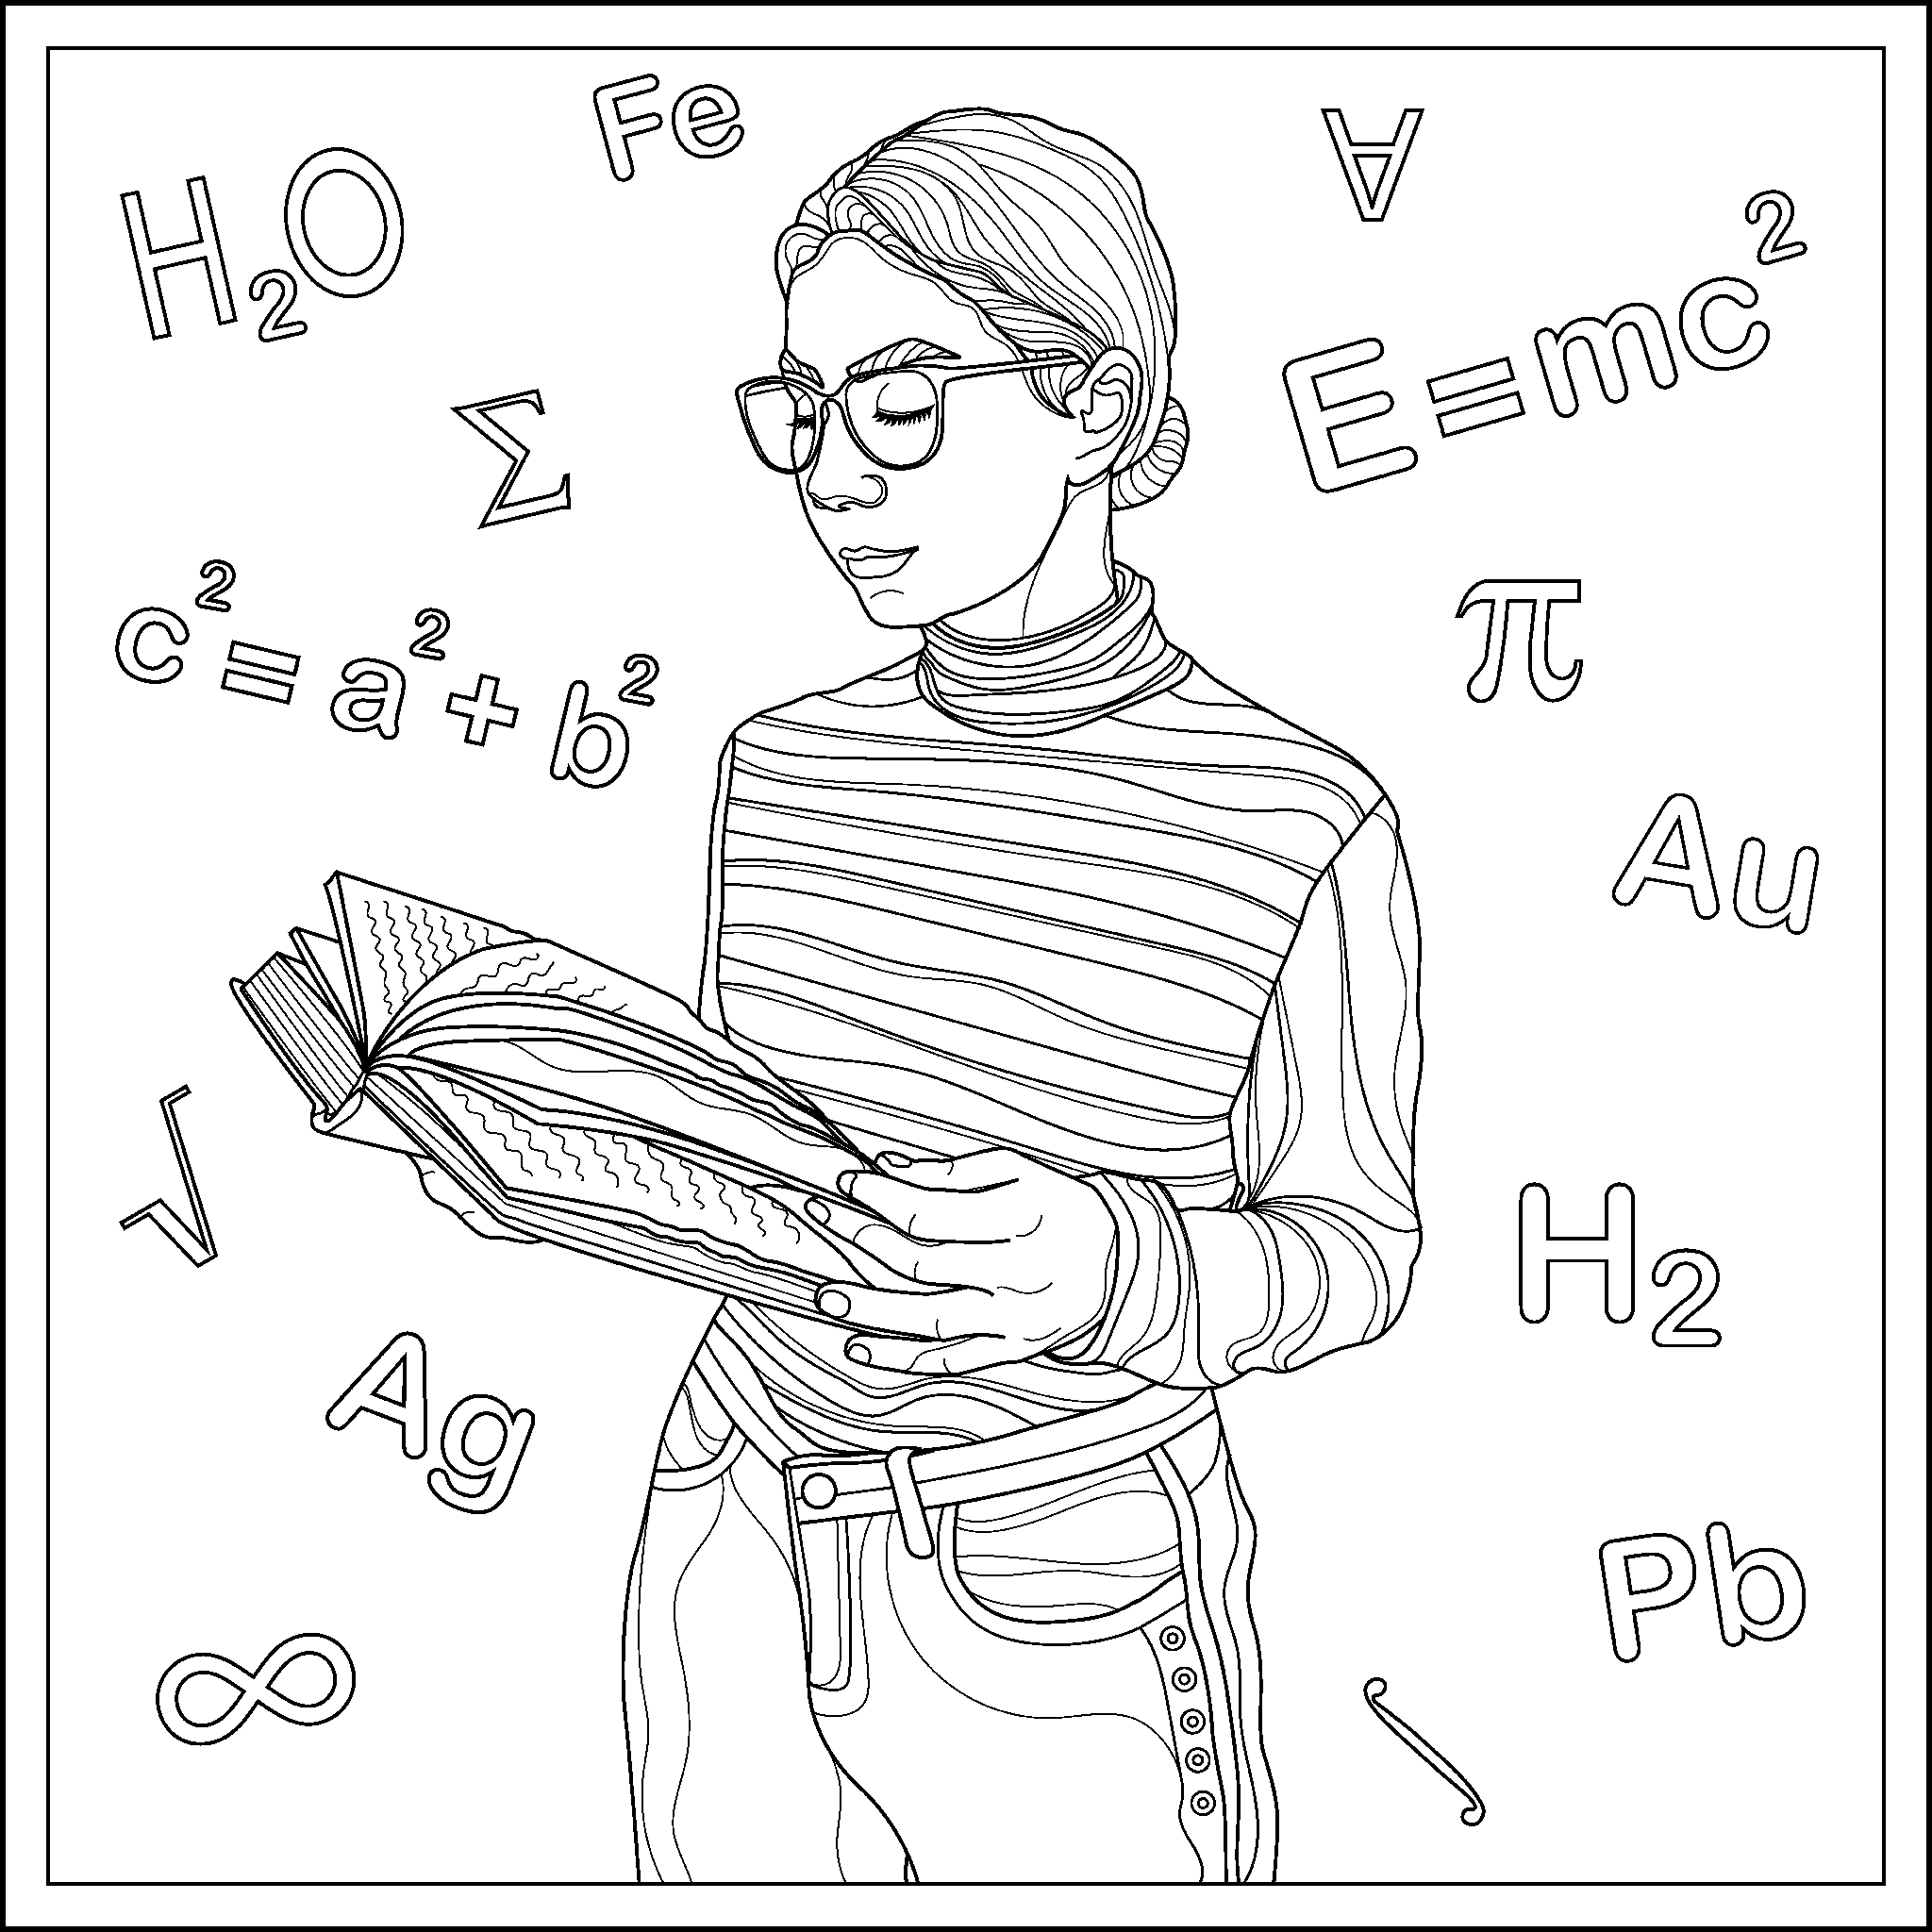 Fe
∀
H₂O
E=mc²
Σ
c²=a²+b²
π
Au
√
H₂
Ag
Pb
∞
∫